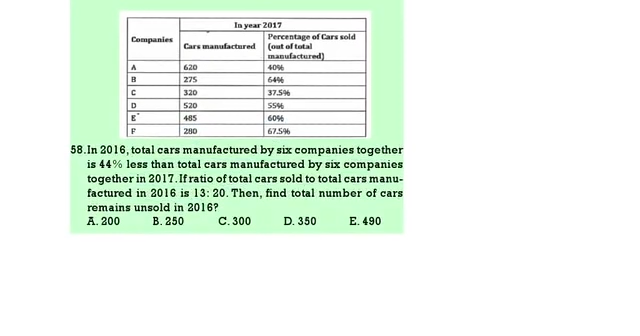 In year 2017
Companies Cars manufactured Percentage of Cars sold
(out of total
manufactured)
A 620 40%
B 275 64%
C 320 37.5%
D 520 55%
E 485 60%
F 280 67.5%
58.In 2016, total cars manufactured by six companies together
is 44% less than total cars manufactured by six companies
together in 2017. If ratio of total cars sold to total cars manu-
factured in 2016 is 13: 20. Then, find total number of cars
remains unsold in 2016?
A. 200 B. 250 C. 300 D. 350 E. 490